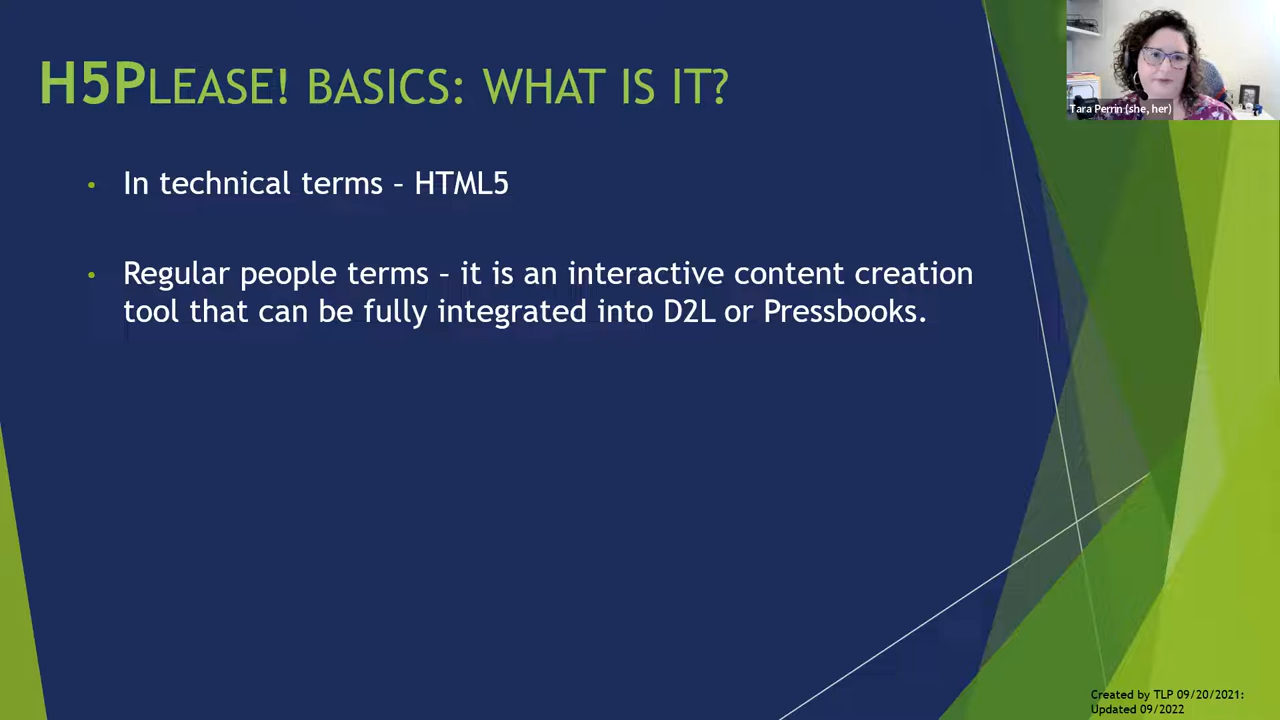 H5PLEASE! BASICS: WHAT IS IT?
Tara Perrin (she, her)
• In technical terms – HTML5
• Regular people terms – it is an interactive content creation
tool that can be fully integrated into D2L or Pressbooks.
Created by TLP 09/20/2021:
Updated 09/2022